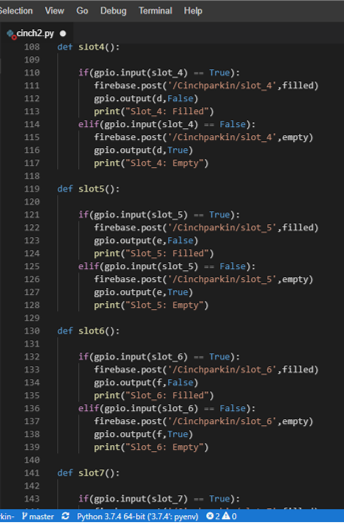 Selection View Go Debug Terminal Help
cinch2.py
108 def slot4():
109
110 if(gpio.input(slot_4) == True):
111 firebase.post('/Cinchparkin/slot_4',filled)
112 gpio.output(d,False)
113 print("Slot_4: Filled")
114 elif(gpio.input(slot_4) == False):
115 firebase.post('/Cinchparkin/slot_4',empty)
116 gpio.output(d,True)
117 print("Slot_4: Empty")
118
119 def slot5():
120
121 if(gpio.input(slot_5) == True):
122 firebase.post('/Cinchparkin/slot_5',filled)
123 gpio.output(e,False)
124 print("Slot_5: Filled")
125 elif(gpio.input(slot_5) == False):
126 firebase.post('/Cinchparkin/slot_5',empty)
127 gpio.output(e,True)
128 print("Slot_5: Empty")
129
130 def slot6():
131
132 if(gpio.input(slot_6) == True):
133 firebase.post('/Cinchparkin/slot_6',filled)
134 gpio.output(f,False)
135 print("Slot_6: Filled")
136 elif(gpio.input(slot_6) == False):
137 firebase.post('/Cinchparkin/slot_6',empty)
138 gpio.output(f,True)
139 print("Slot_6: Empty")
140
141 def slot7():
142
143 if(gpio.input(slot_7) == True):
rkin- master Python 3.7.4 64-bit ('3.7.4': pyenv) 2 0